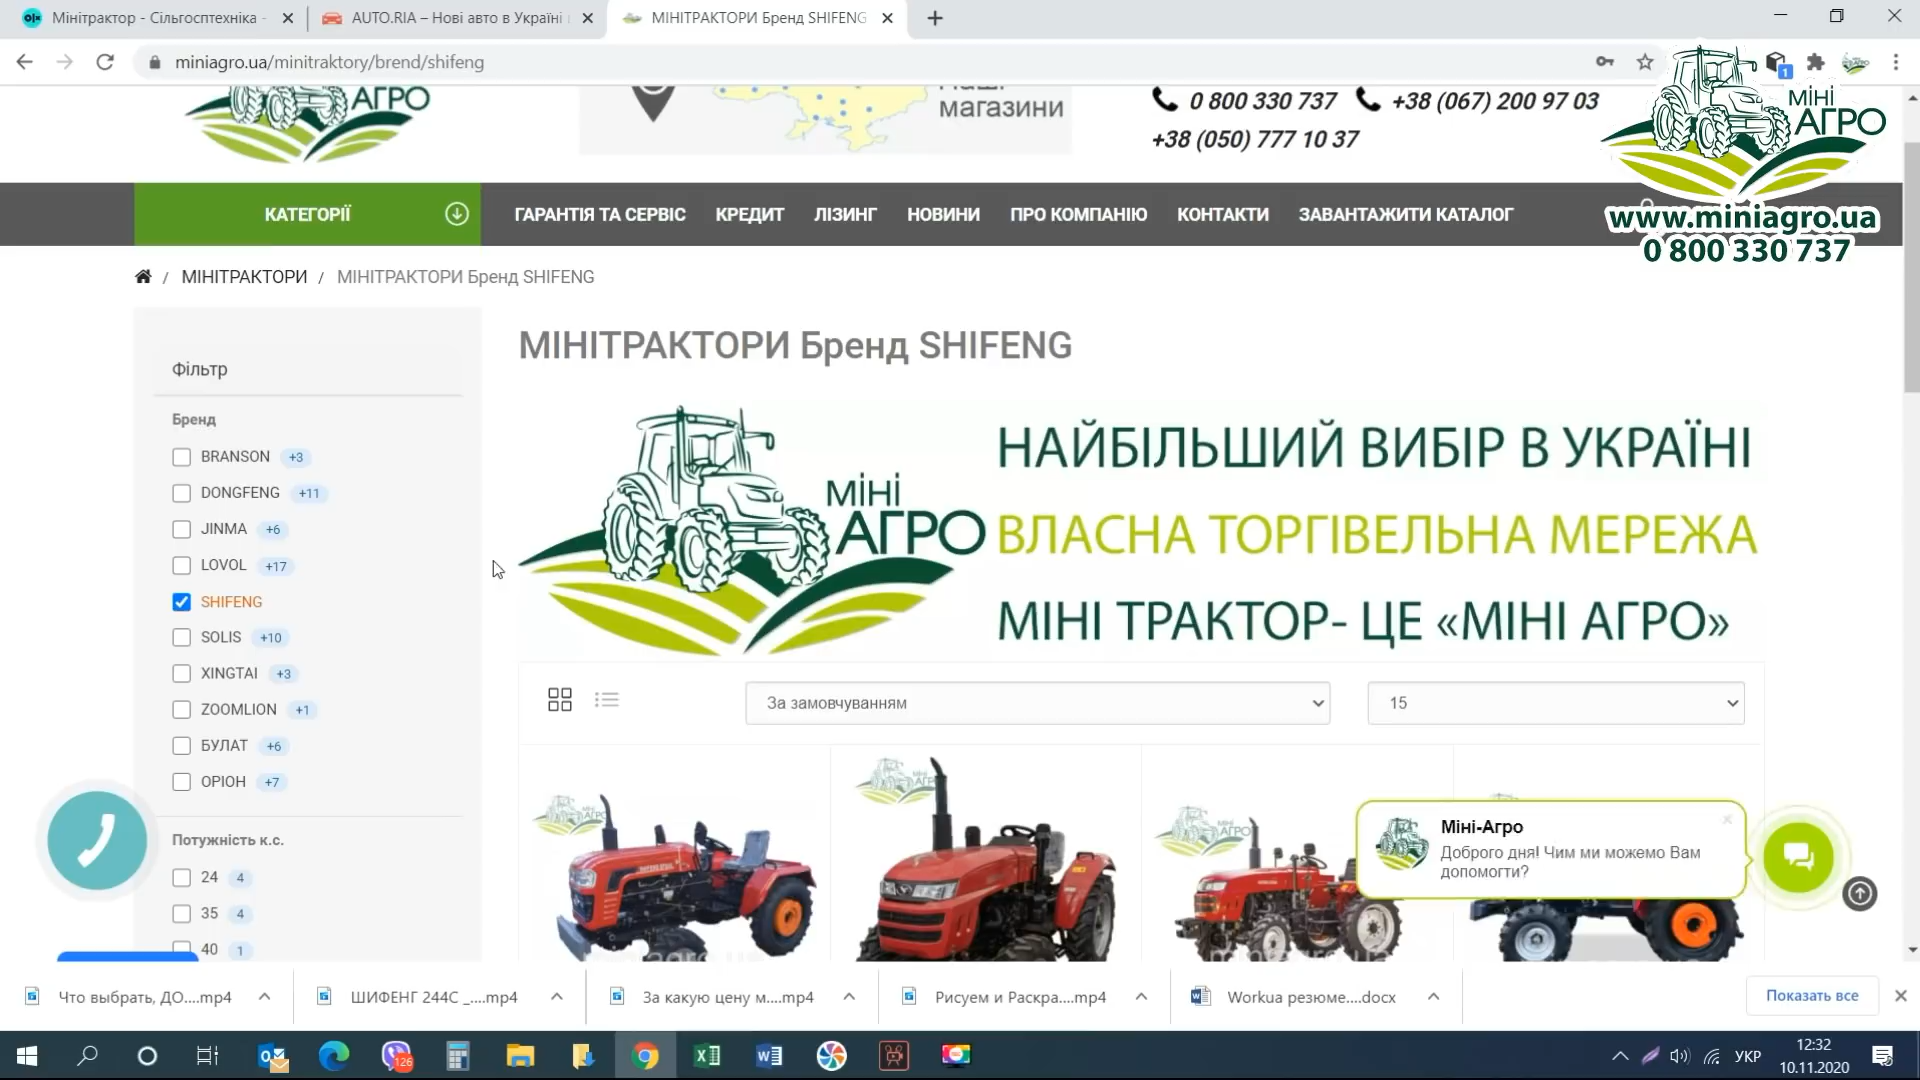 Мінітрактор - Сільгосптехніка -
AUTO.RIA – Нові авто в Україні
МІНІТРАКТОРИ Бренд SHIFENG
miniagro.ua/minitraktory/brend/shifeng
1
АГРО
магазини
0 800 330 737
+38 (067) 200 97 03
+38 (050) 777 10 37
МІНІ
АГРО
www.miniagro.ua
0 800 330 737
КАТЕГОРІЇ
ГАРАНТІЯ ТА СЕРВІС
КРЕДИТ
ЛІЗИНГ
НОВИНИ
ПРО КОМПАНІЮ
КОНТАКТИ
ЗАВАНТАЖИТИ КАТАЛОГ
/ МІНІТРАКТОРИ / МІНІТРАКТОРИ Бренд SHIFENG
Фільтр
Бренд
BRANSON +3
DONGFENG +11
JINMA +6
LOVOL +17
SHIFENG
SOLIS +10
XINGTAI +3
ZOOMLION +1
БУЛАТ +6
ОРІОН +7
Потужність к.с.
24 4
35 4
40 1
МІНІТРАКТОРИ Бренд SHIFENG
МІНІ
АГРО
НАЙБІЛЬШИЙ ВИБІР В УКРАЇНІ
ВЛАСНА ТОРГІВЕЛЬНА МЕРЕЖА
МІНІ ТРАКТОР- ЦЕ «МІНІ АГРО»
За замовчуванням
15
Міні-Агро
Доброго дня! Чим ми можемо Вам
допомогти?
Что выбрать, ДО....mp4
ШИФЕНГ 244С _....mp4
За какую цену м....mp4
Рисуем и Раскра....mp4
Workua резюме....docx
Показать все
126
УКР
12:32
10.11.2020